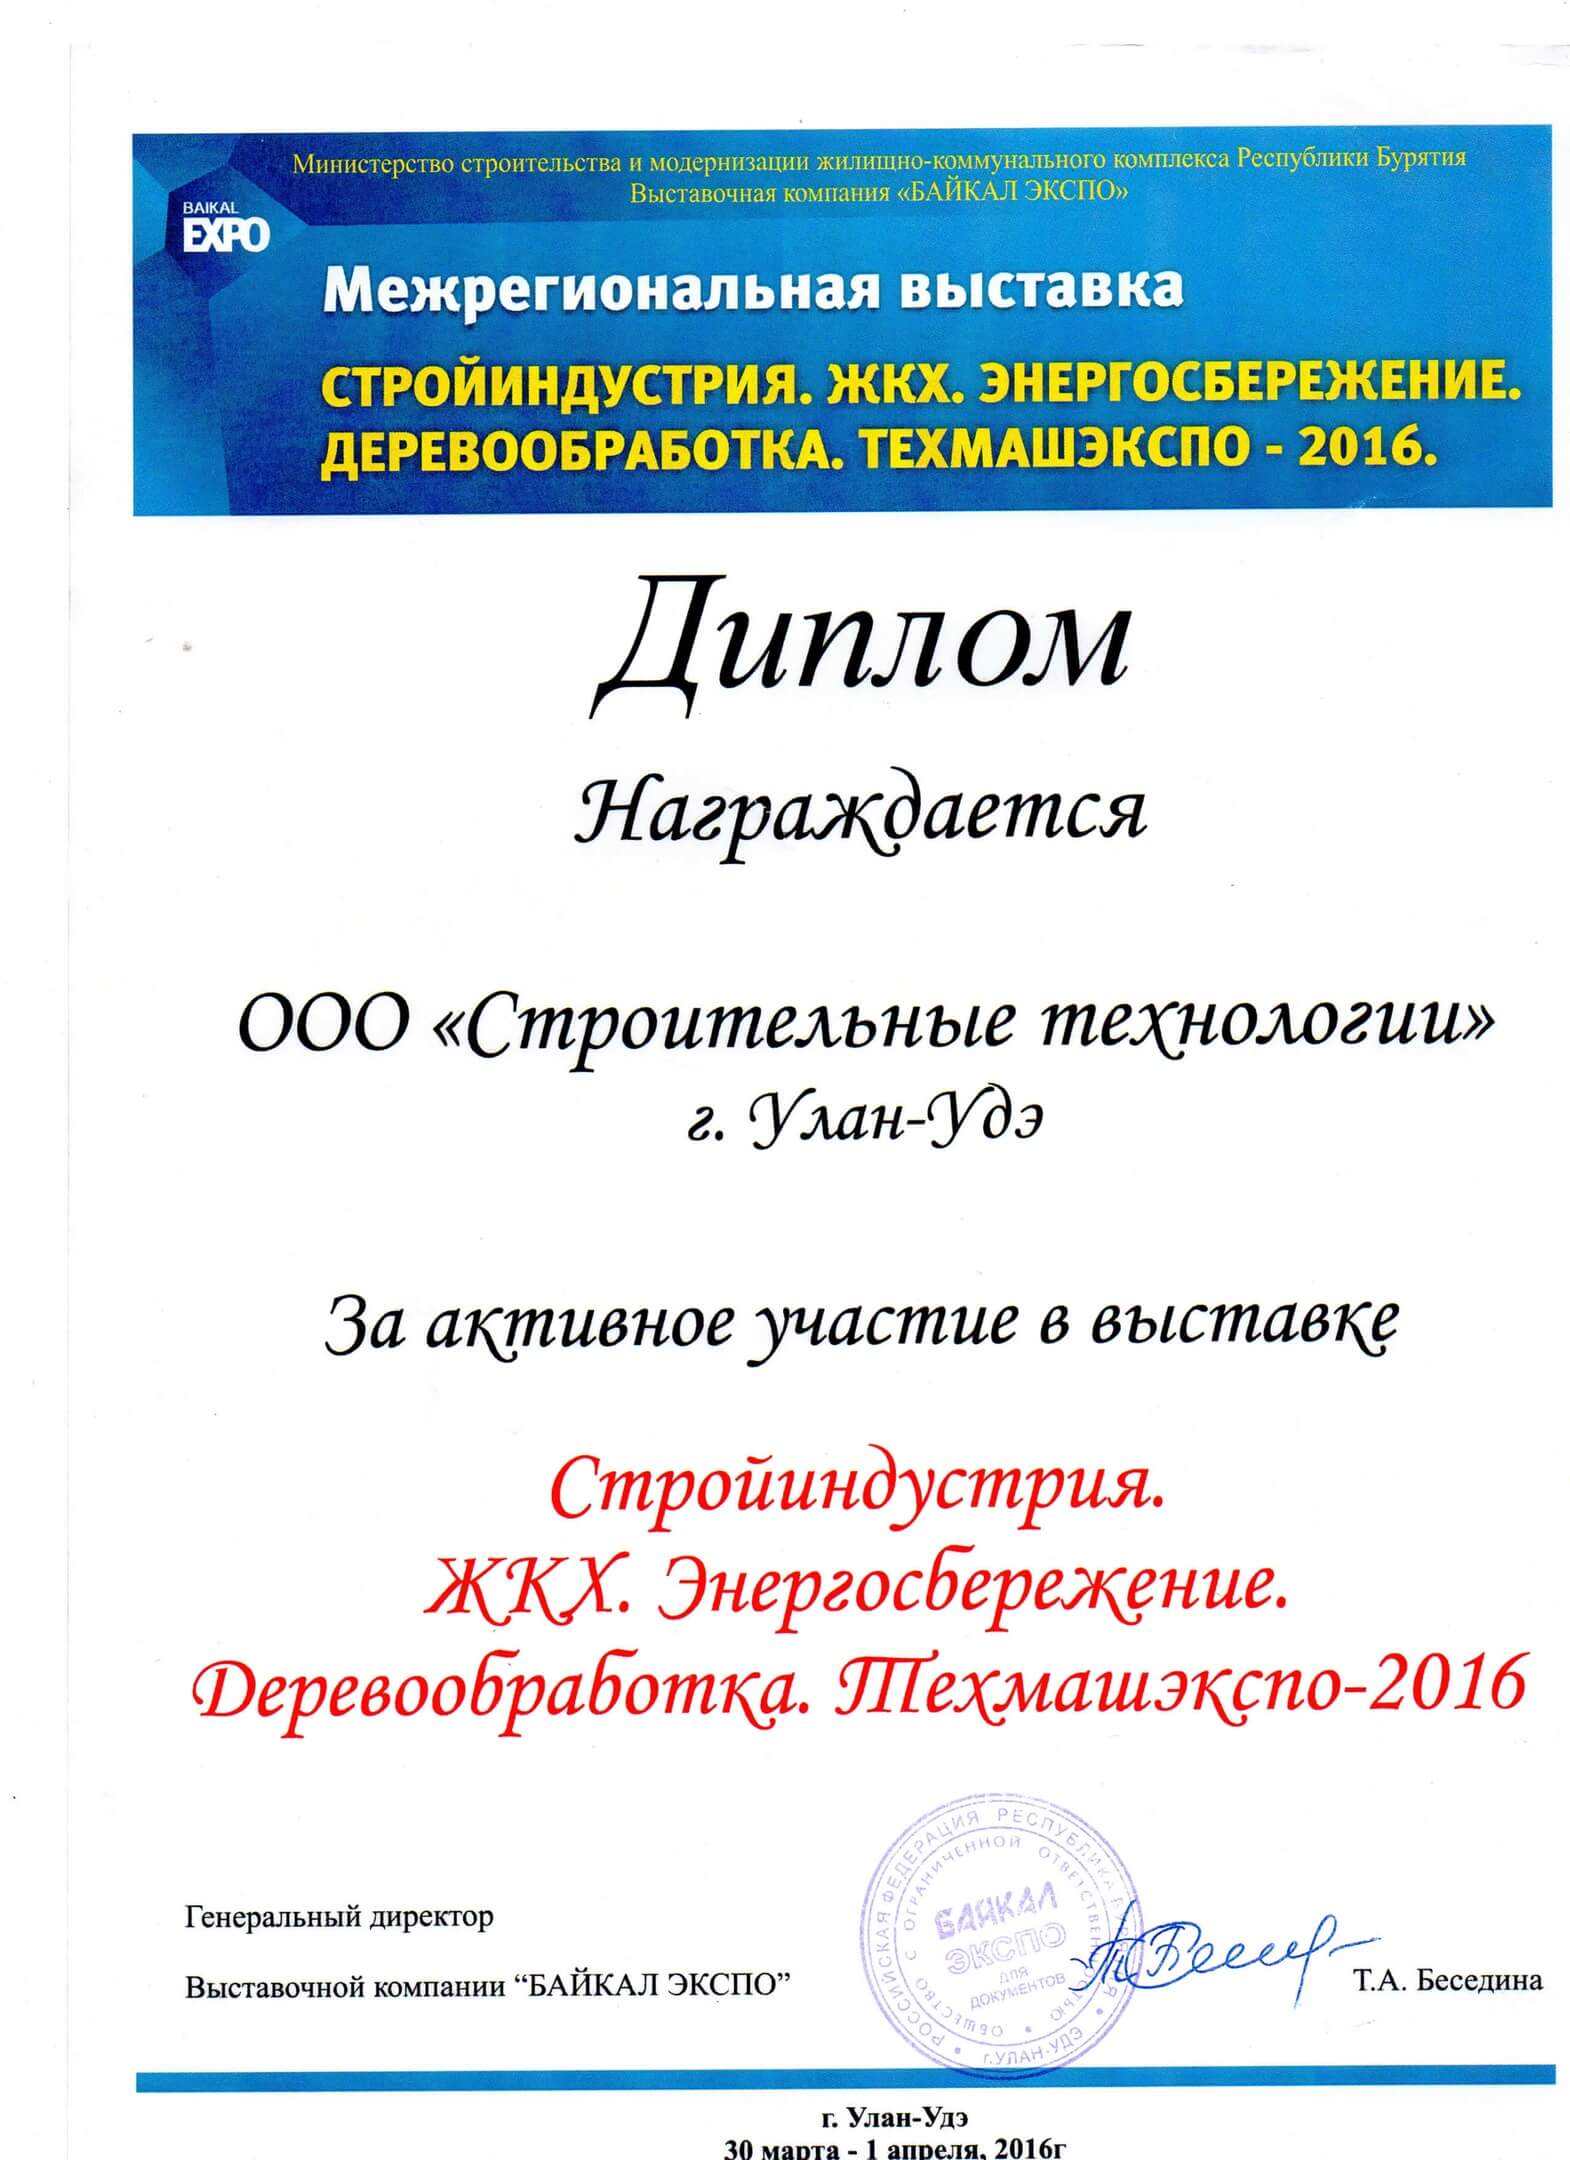 Министерство строительства и модернизации жилищно-коммунального комплекса Республики Бурятия
Выставочная компания «БАЙКАЛ ЭКСПО»
BAIKAL
EXPO
Межрегиональная выставка
СТРОЙИНДУСТРИЯ. ЖКХ. ЭНЕРГОСБЕРЕЖЕНИЕ.
ДЕРЕВООБРАБОТКА. ТЕХМАШЭКСПО - 2016.
Диплом
Награждается
ООО «Строительные технологии»
г. Улан-Удэ
За активное участие в выставке
Стройиндустрия.
ЖКХ. Энергосбережение.
Деревообработка. Техмашэкспо-2016
РОССИЙСКАЯ ФЕДЕРАЦИЯ РЕСПУБЛИКА БУРЯТИЯ
ОБЩЕСТВО С ОГРАНИЧЕННОЙ ОТВЕТСТВЕННОСТЬЮ
БАЙКАЛ
ЭКСПО
ДЛЯ
ДОКУМЕНТОВ
г.УЛАН-УДЭ
Генеральный директор
Выставочной компании “БАЙКАЛ ЭКСПО”
Т.А. Беседина
г. Улан-Удэ
30 марта - 1 апреля, 2016г